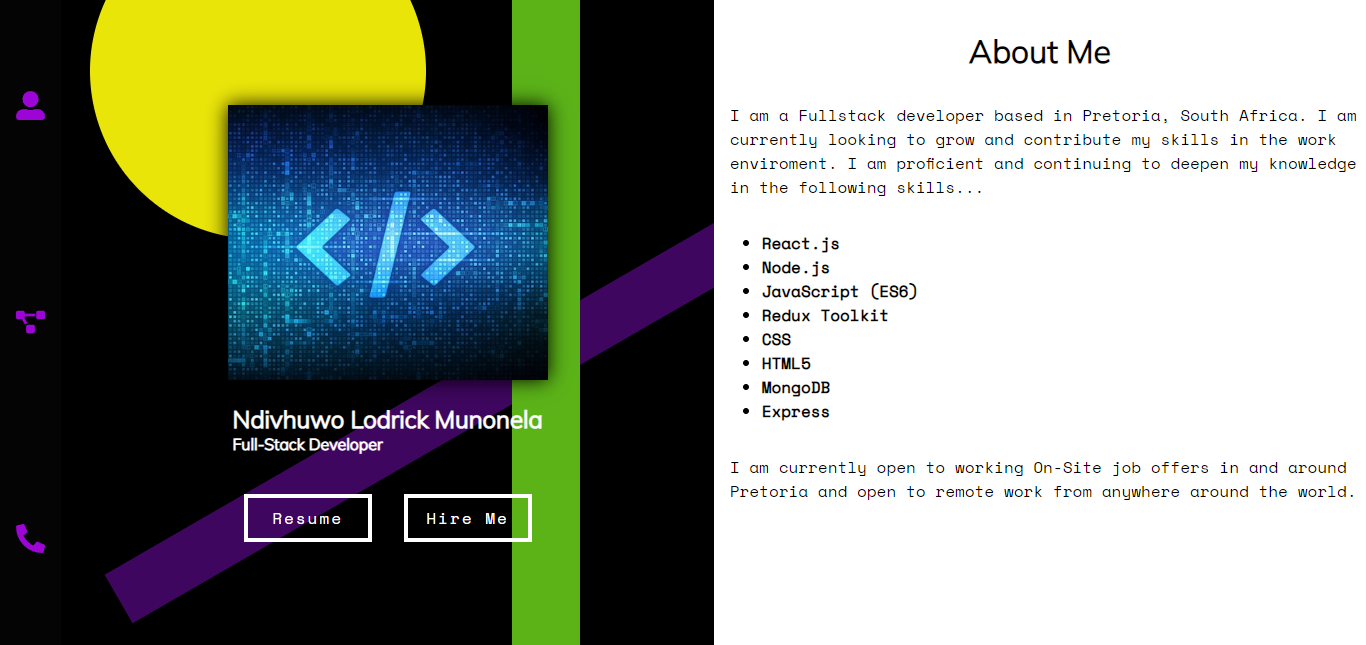 Ndivhuwo Lodrick Munonela
Full-Stack Developer
Resume
Hire Me
About Me
I am a Fullstack developer based in Pretoria, South Africa. I am
currently looking to grow and contribute my skills in the work
enviroment. I am proficient and continuing to deepen my knowledge
in the following skills...
• React.js
• Node.js
• JavaScript (ES6)
• Redux Toolkit
• CSS
• HTML5
• MongoDB
• Express
I am currently open to working On-Site job offers in and around
Pretoria and open to remote work from anywhere around the world.